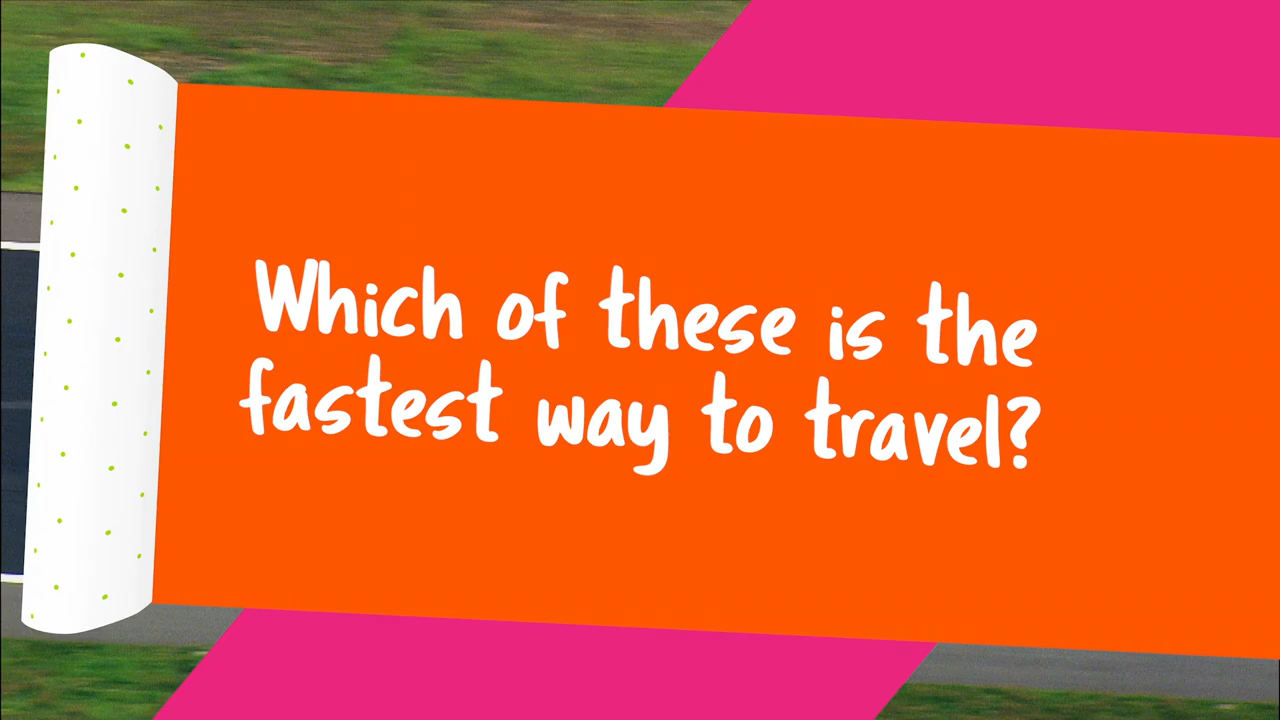 Which of these is the
fastest way to travel?